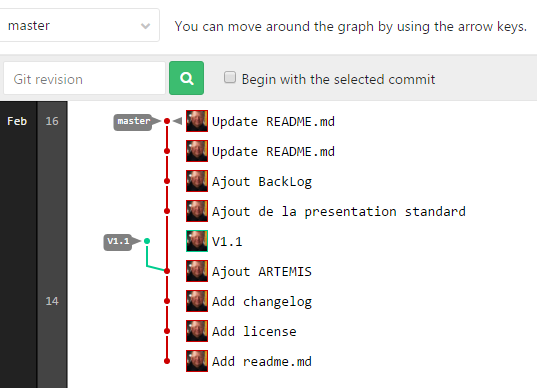 master
You can move around the graph by using the arrow keys.
Git revision
Begin with the selected commit
Feb 16 master Update README.md
Update README.md
Ajout BackLog
Ajout de la presentation standard
V1.1 V1.1
Ajout ARTEMIS
14 Add changelog
Add license
Add readme.md